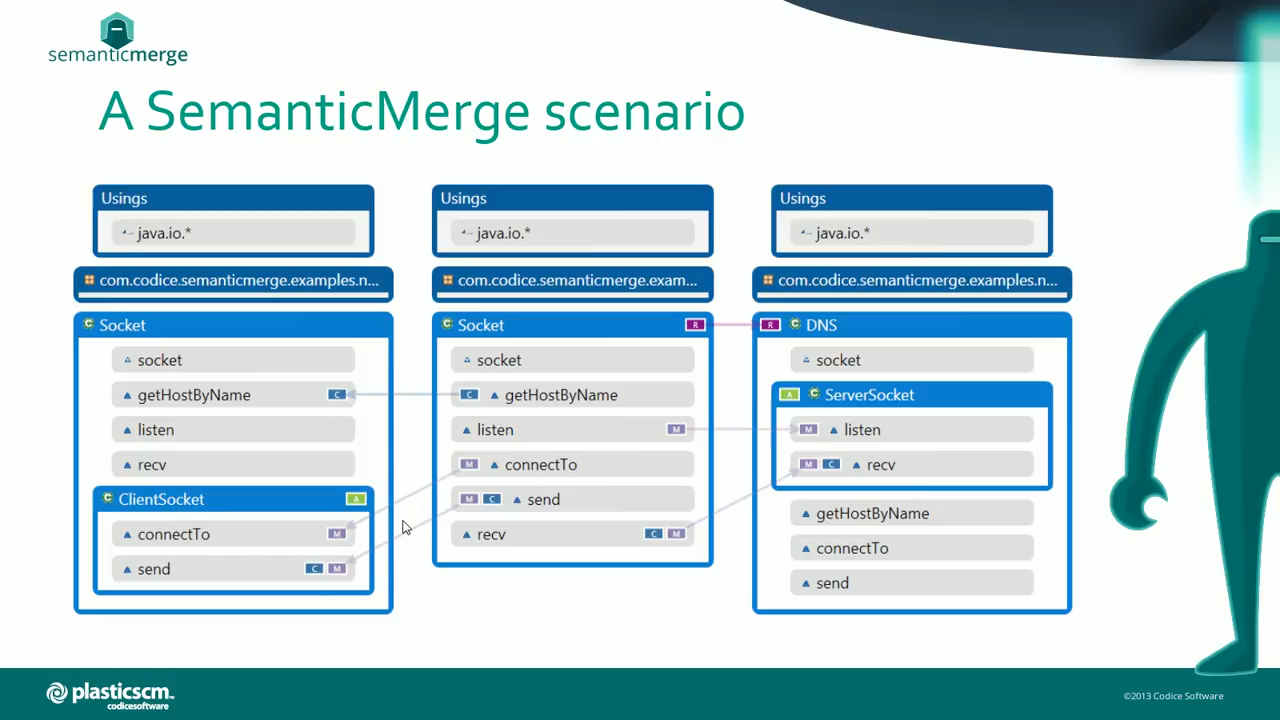 semanticmerge
A SemanticMerge scenario
Usings
java.io.*
com.codice.semanticmerge.examples.n...
Socket
socket
getHostByName C
listen
recv
ClientSocket A
connectTo M
send C M
Usings
java.io.*
com.codice.semanticmerge.exam...
Socket R
socket
C getHostByName
listen M
M connectTo
M C send
recv C M
Usings
java.io.*
com.codice.semanticmerge.examples.n...
R DNS
socket
A ServerSocket
M listen
M C recv
getHostByName
connectTo
send
plasticscm
codicesoftware
©2013 Codice Software